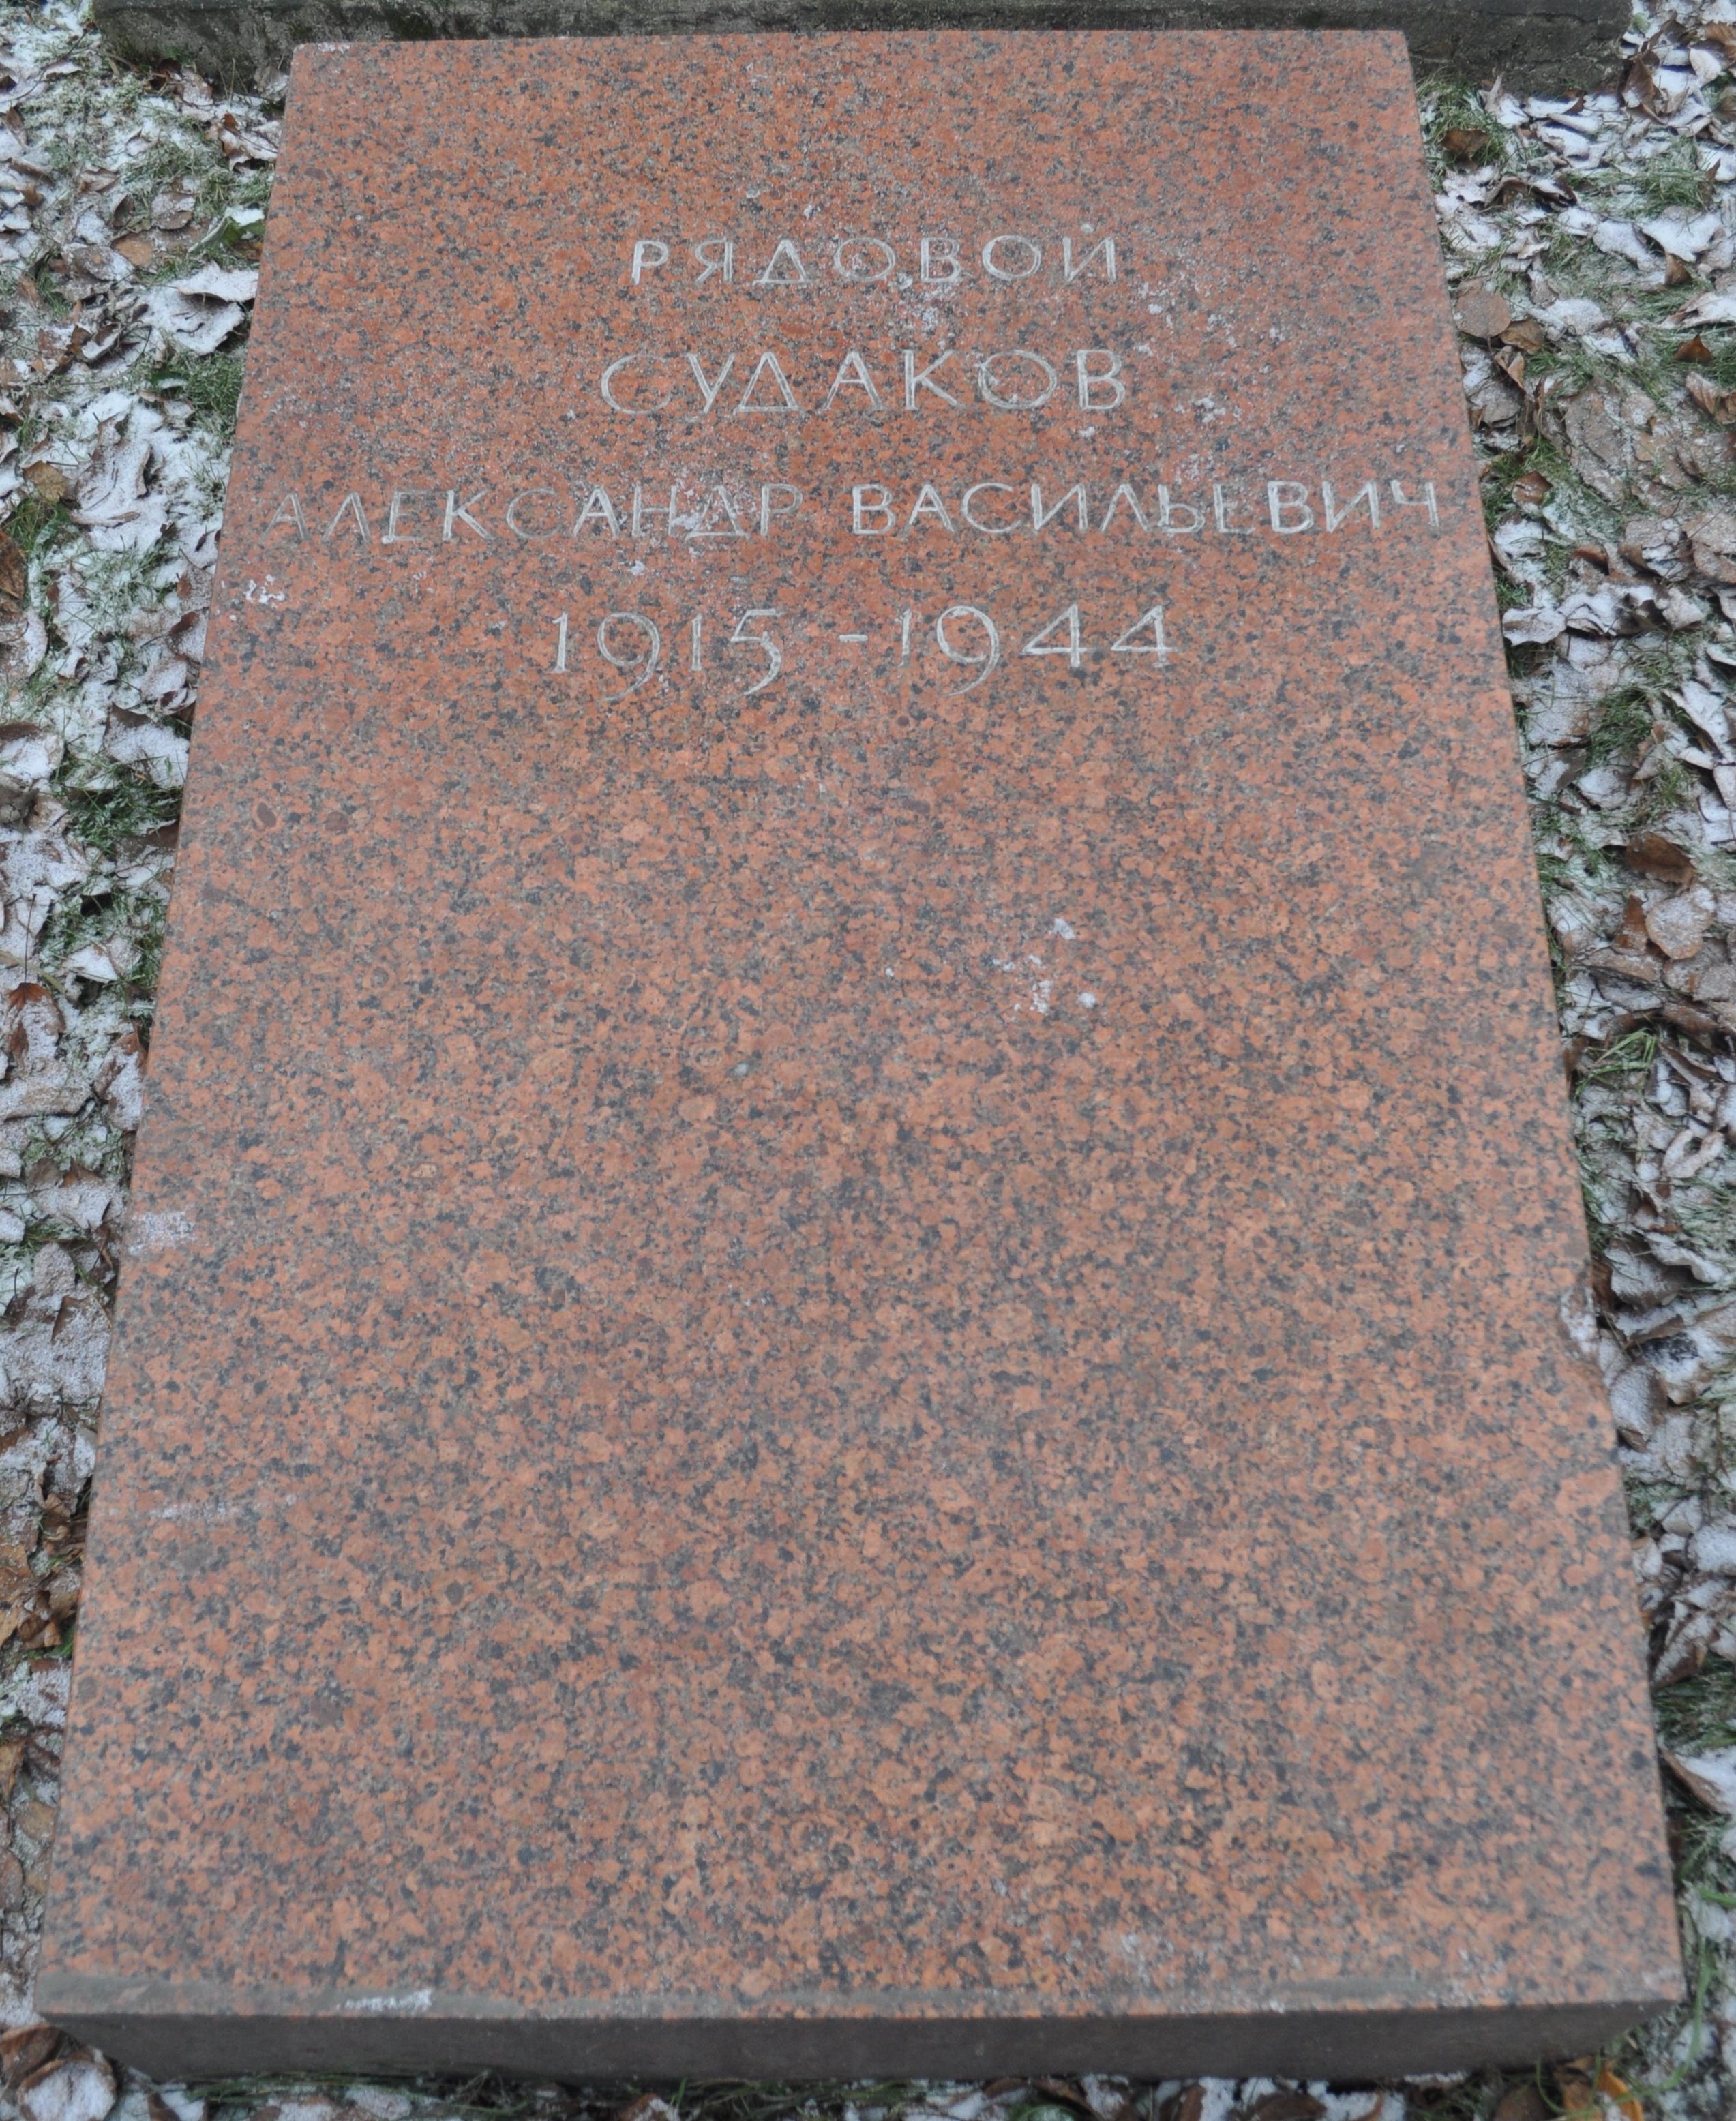 РЯДОВОЙ
СУДАКОВ
АЛЕКСАНДР ВАСИЛЬЕВИЧ
1915 - 1944